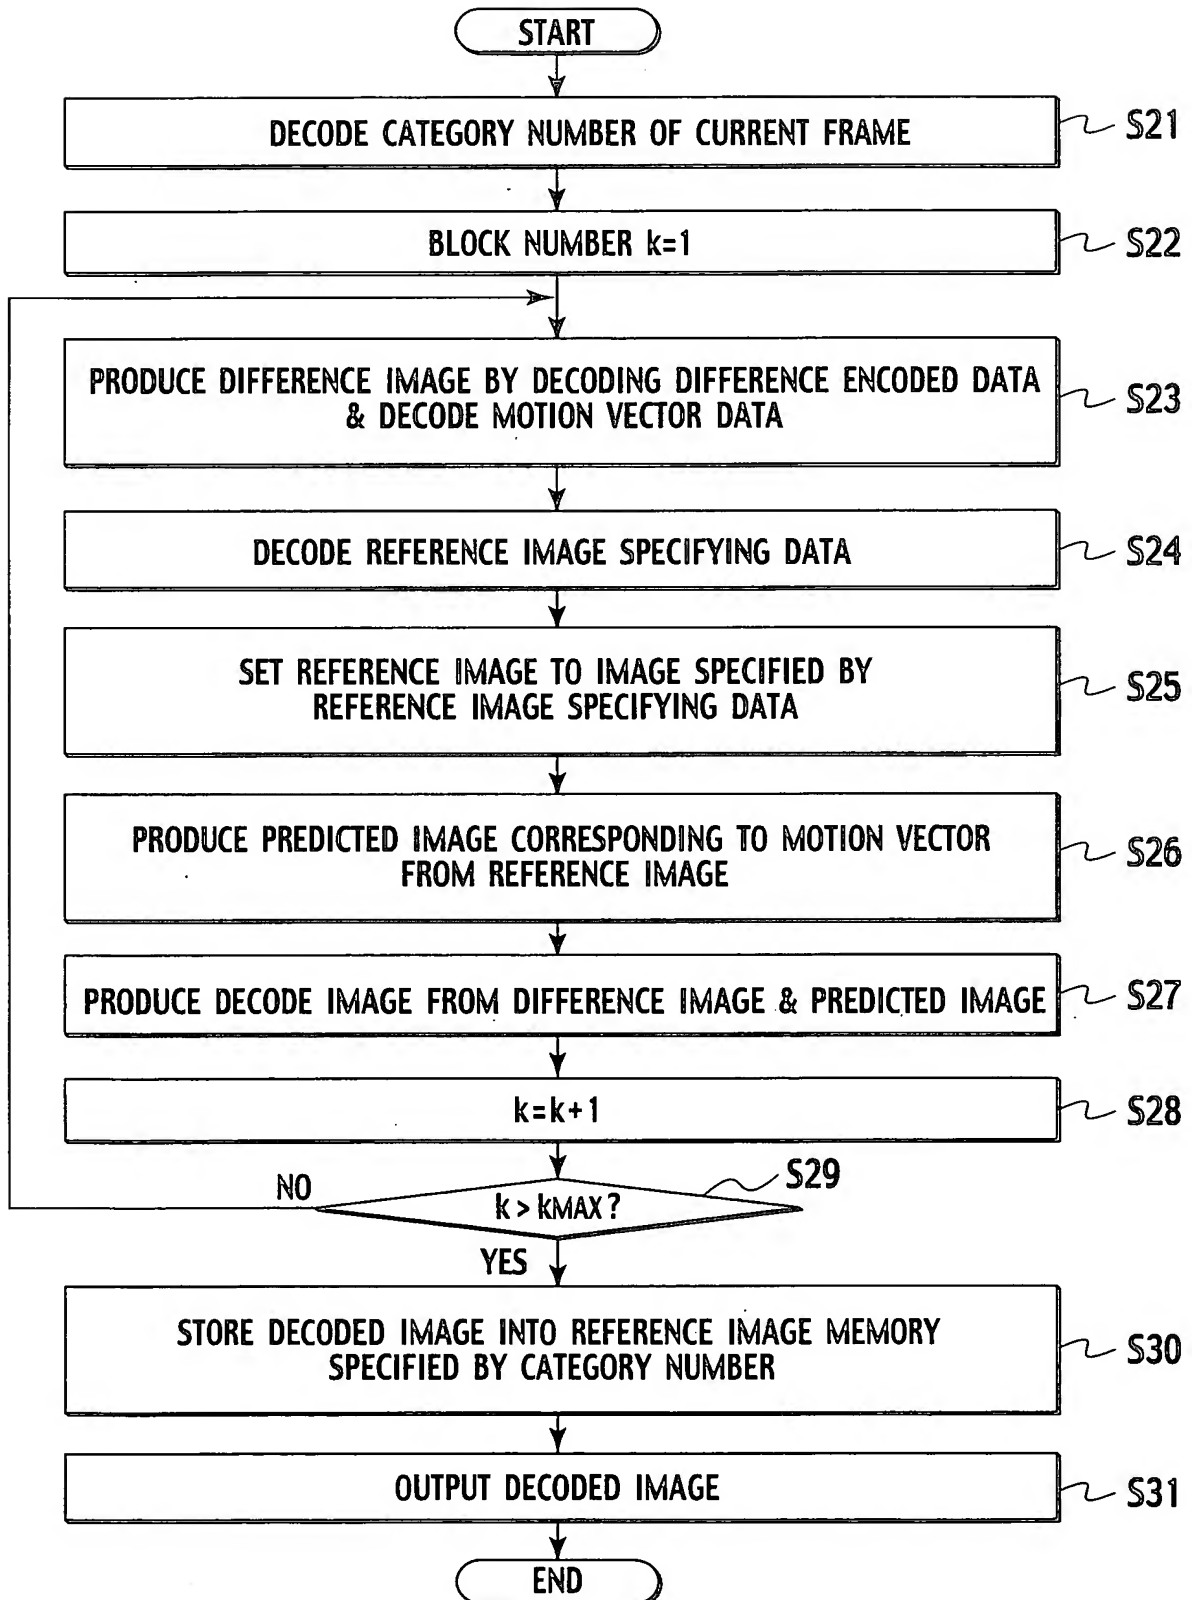 START
DECODE CATEGORY NUMBER OF CURRENT FRAME
S21
BLOCK NUMBER k=1
S22
PRODUCE DIFFERENCE IMAGE BY DECODING DIFFERENCE ENCODED DATA
& DECODE MOTION VECTOR DATA
S23
DECODE REFERENCE IMAGE SPECIFYING DATA
S24
SET REFERENCE IMAGE TO IMAGE SPECIFIED BY
REFERENCE IMAGE SPECIFYING DATA
S25
PRODUCE PREDICTED IMAGE CORRESPONDING TO MOTION VECTOR
FROM REFERENCE IMAGE
S26
PRODUCE DECODE IMAGE FROM DIFFERENCE IMAGE & PREDICTED IMAGE
S27
k=k+1
S28
S29
NO
k>kMAX?
YES
STORE DECODED IMAGE INTO REFERENCE IMAGE MEMORY
SPECIFIED BY CATEGORY NUMBER
S30
OUTPUT DECODED IMAGE
S31
END